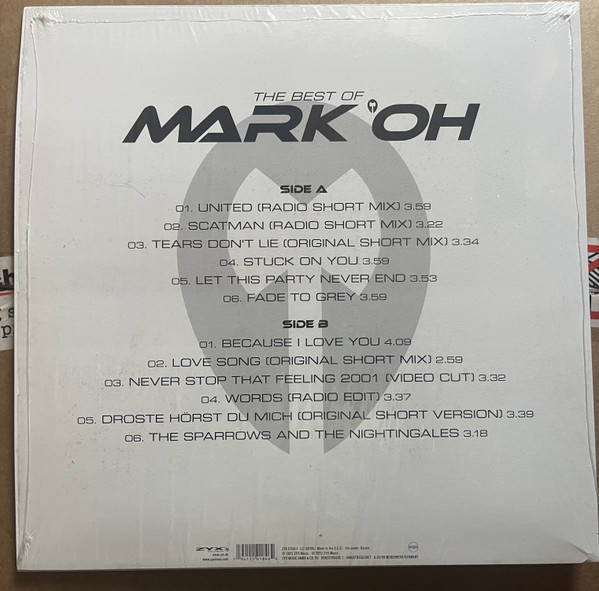 THE BEST OF
MARK 'OH
SIDE A
01. UNITED (RADIO SHORT MIX) 3.59
02. SCATMAN (RADIO SHORT MIX) 3.22
03. TEARS DON'T LIE (ORIGINAL SHORT MIX) 3.34
04. STUCK ON YOU 3.59
05. LET THIS PARTY NEVER END 3.53
06. FADE TO GREY 3.59
SIDE B
01. BECAUSE I LOVE YOU 4.09
02. LOVE SONG (ORIGINAL SHORT MIX) 2.59
03. NEVER STOP THAT FEELING 2001 (VIDEO CUT) 3.32
04. WORDS (RADIO EDIT) 3.37
05. DROSTE HÖRST DU MICH (ORIGINAL SHORT VERSION) 3.39
06. THE SPARROWS AND THE NIGHTINGALES 3.18
ZYX